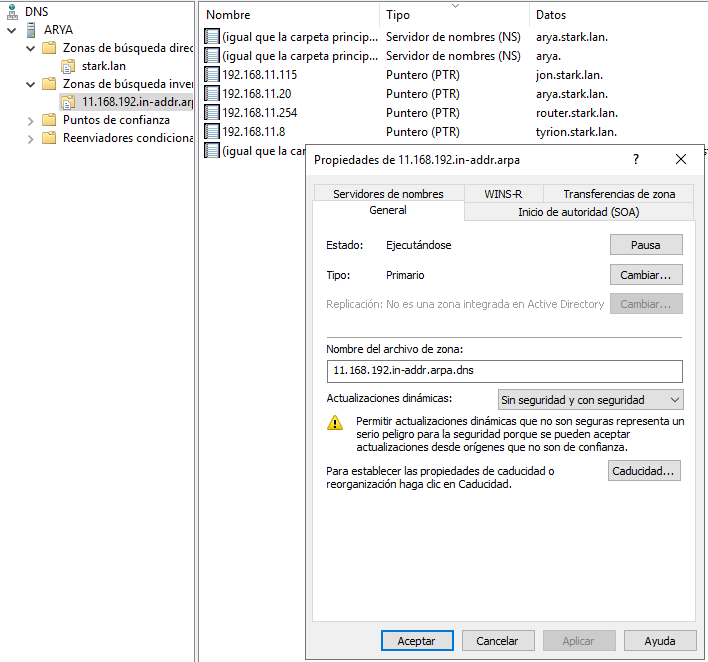 DNS
ARYA
Zonas de búsqueda direc
stark.lan
Zonas de búsqueda inver
11.168.192.in-addr.arp
Puntos de confianza
Reenviadores condiciona
Nombre Tipo Datos
(igual que la carpeta princip... Servidor de nombres (NS) arya.stark.lan.
(igual que la carpeta princip... Servidor de nombres (NS) arya.
192.168.11.115 Puntero (PTR) jon.stark.lan.
192.168.11.20 Puntero (PTR) arya.
192.168.11.254 Puntero (PTR) router.stark.lan.
192.168.11.8 Puntero (PTR) tyrion.stark.lan.
(igual que la car
Propiedades de 11.168.192.in-addr.arpa ?
Servidores de nombres WINS-R Transferencias de zona
General Inicio de autoridad (SOA)
Estado: Ejecutándose Pausa
Tipo: Primario Cambiar...
Replicación: No es una zona integrada en Active Directory Cambiar...
Nombre del archivo de zona:
11.168.192.in-addr.arpa.dns
Actualizaciones dinámicas: Sin seguridad y con seguridad
Permitir actualizaciones dinámicas que no son seguras representa un
serio peligro para la seguridad porque se pueden aceptar
actualizaciones desde orígenes que no son de confianza.
Para establecer las propiedades de caducidad o
reorganización haga clic en Caducidad.
Caducidad...
Aceptar Cancelar Aplicar Ayuda